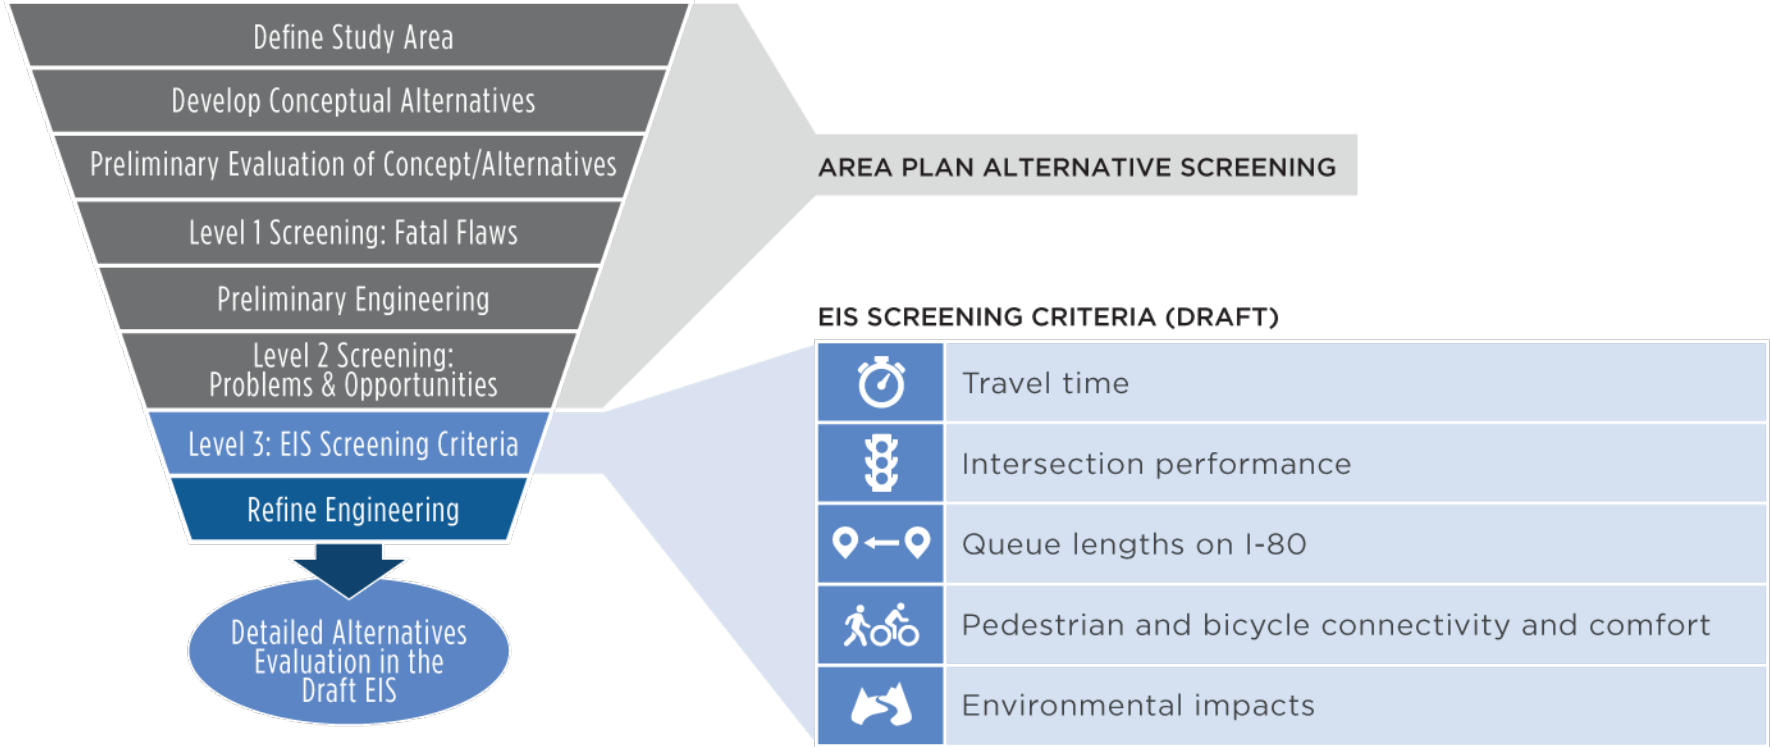 Define Study Area
Develop Conceptual Alternatives
Preliminary Evaluation of Concept/Alternatives
Level 1 Screening: Fatal Flaws
Preliminary Engineering
Level 2 Screening:
Problems & Opportunities
Level 3: EIS Screening Criteria
Refine Engineering
Detailed Alternatives
Evaluation in the
Draft EIS
AREA PLAN ALTERNATIVE SCREENING
EIS SCREENING CRITERIA (DRAFT)
Travel time
Intersection performance
Queue lengths on I-80
Pedestrian and bicycle connectivity and comfort
Environmental impacts